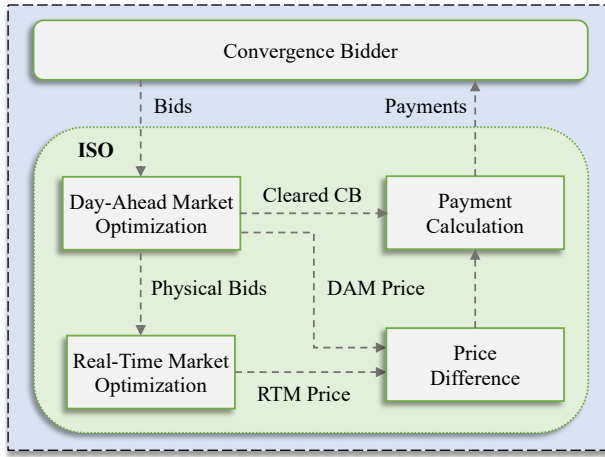 Convergence Bidder
Bids
Payments
ISO
Day-Ahead Market
Optimization
Cleared CB
Payment
Calculation
Physical Bids
DAM Price
Real-Time Market
Optimization
RTM Price
Price
Difference